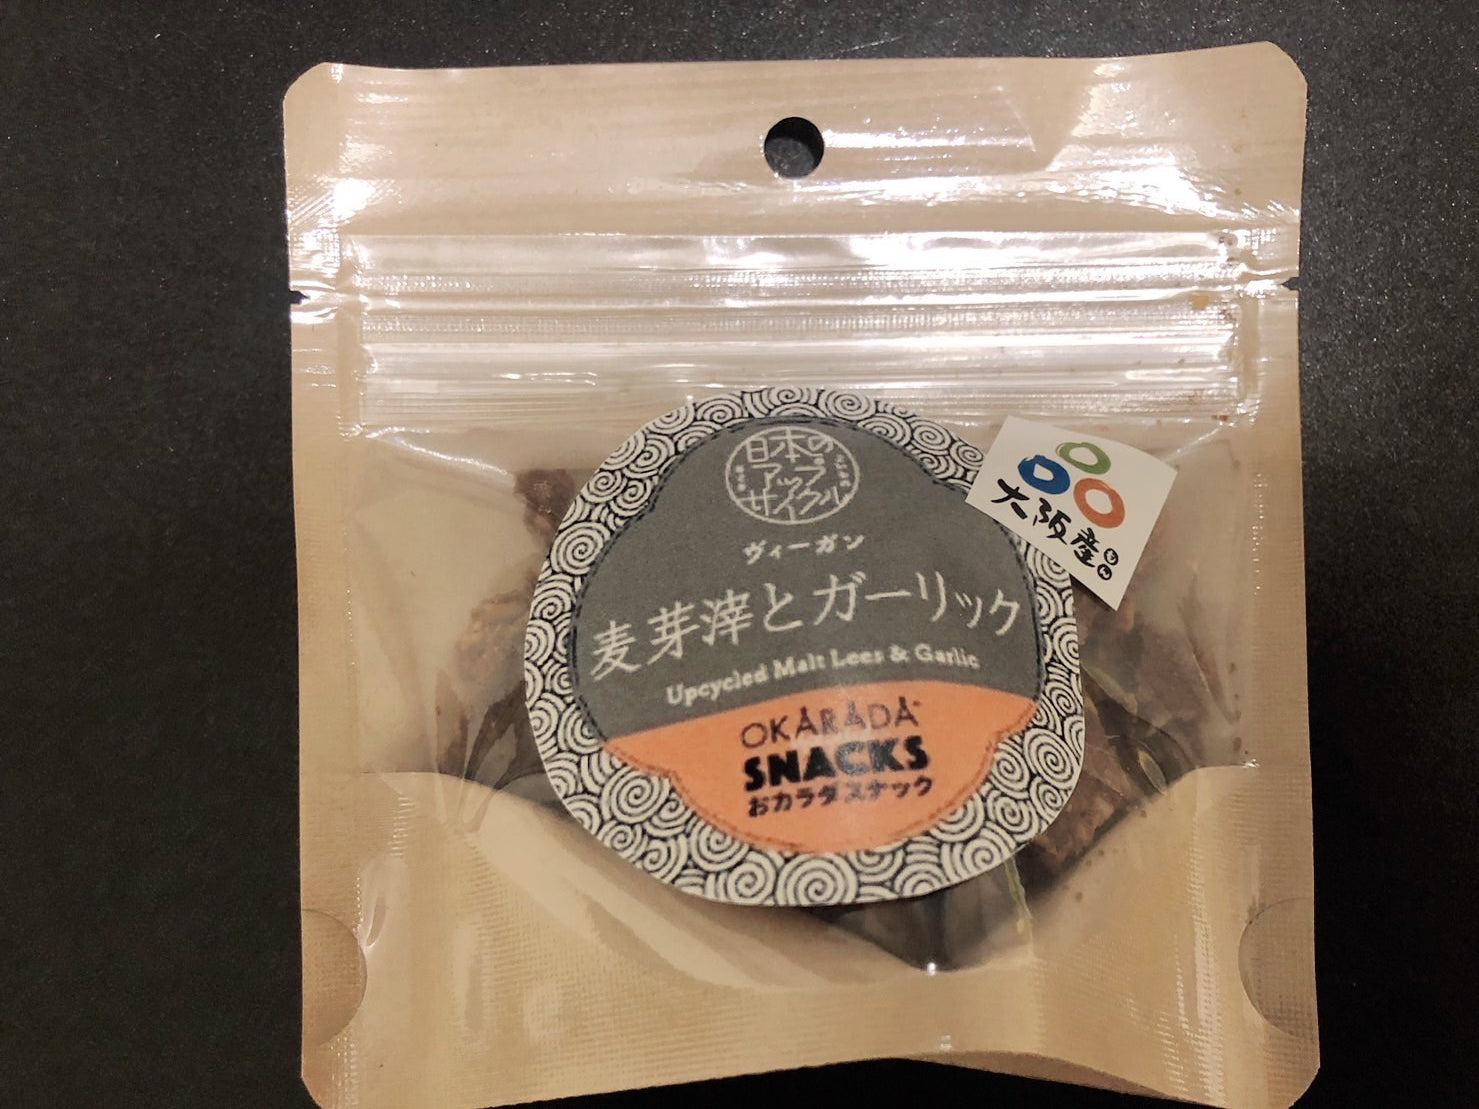 日本の
アップ
サイクル
ヴィーガン
麦芽滓とガーリック
Upcycled Malt Lees & Garlic
OKARADA
SNACKS
おカラダスナック
大阪産
もん